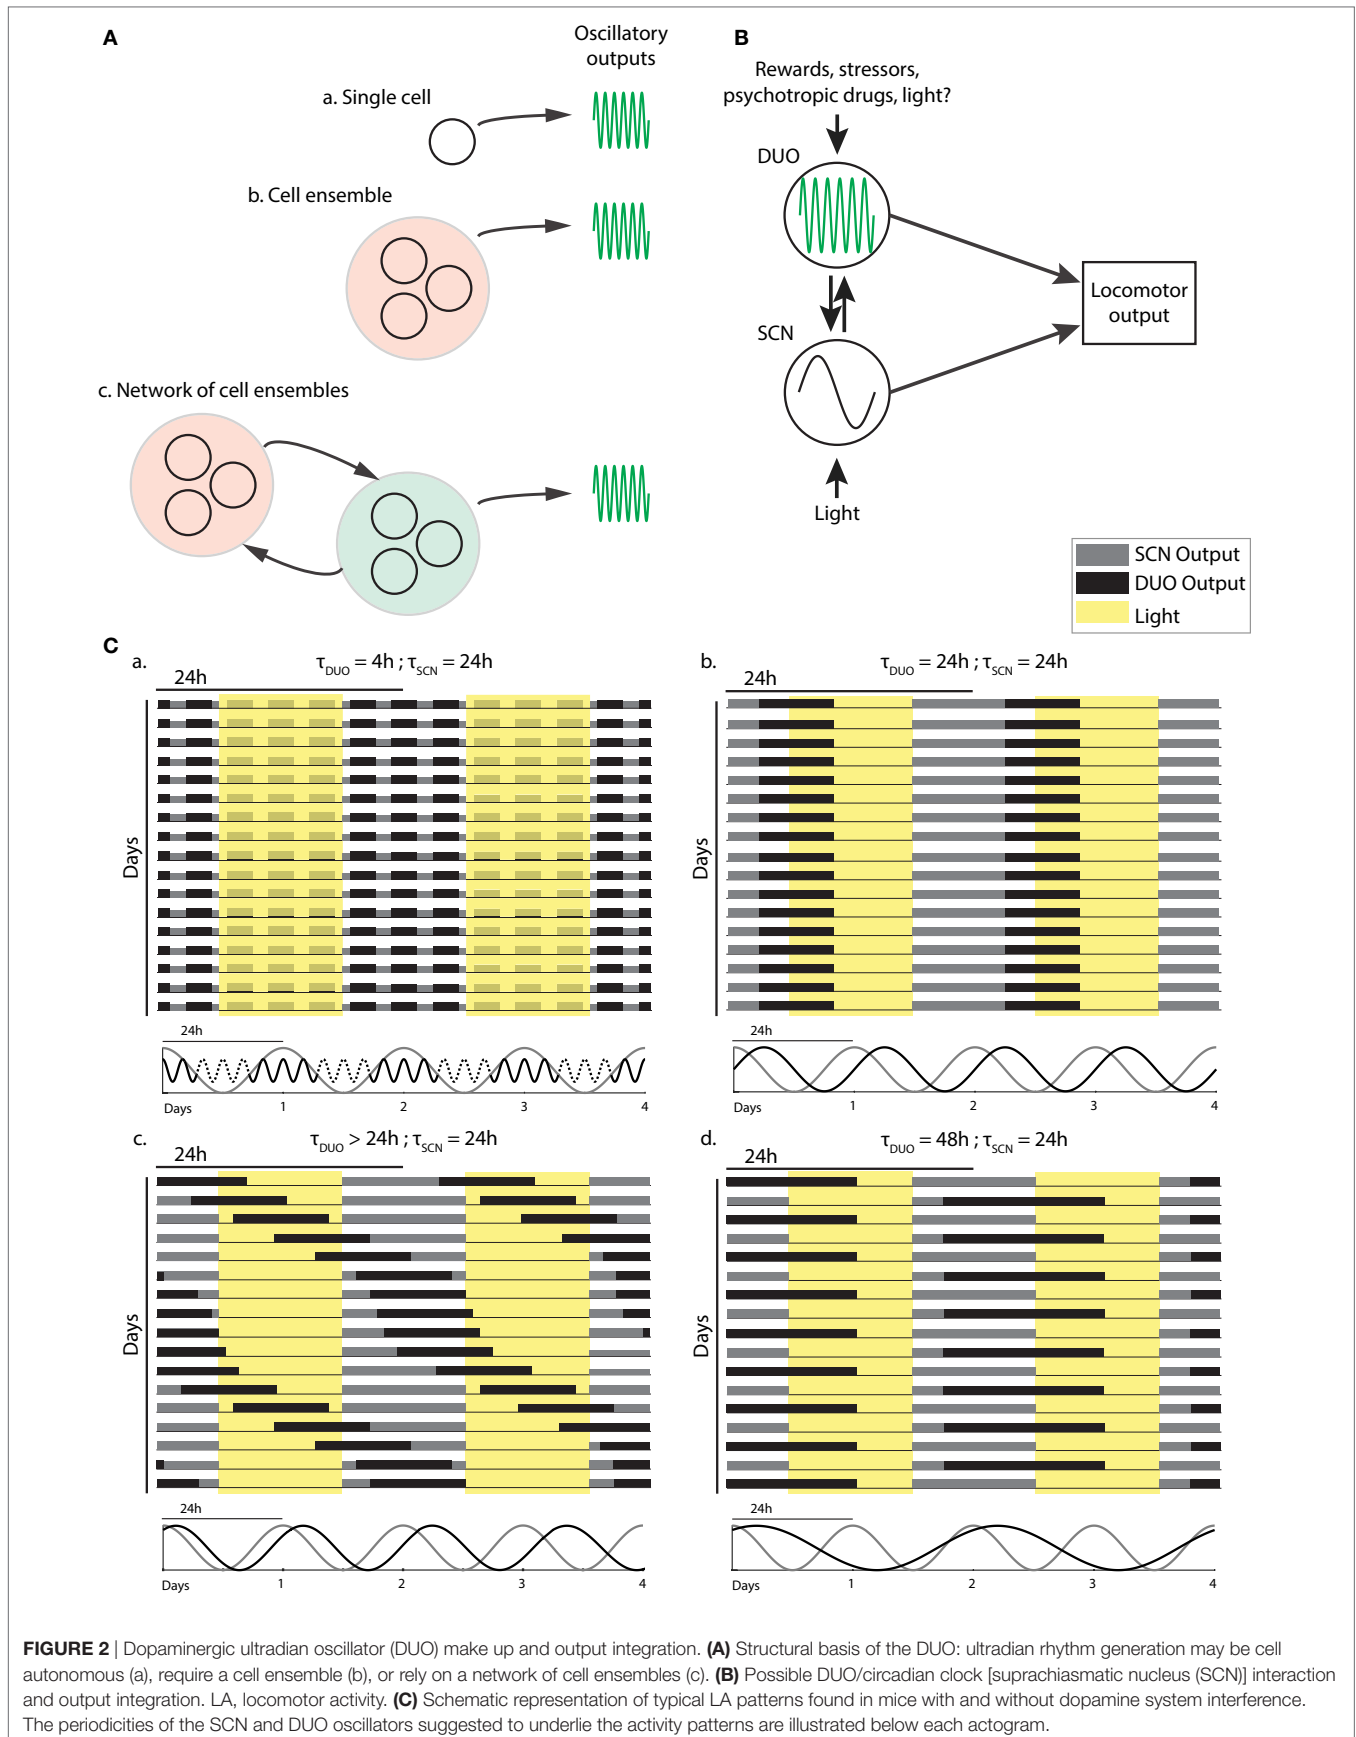 A
Oscillatory
outputs
a. Single cell
b. Cell ensemble
c. Network of cell ensembles
B
Rewards, stressors,
psychotropic drugs, light?
DUO
SCN
Locomotor
output
Light
SCN Output
DUO Output
Light
C
a.
τDUO = 4h ; τSCN = 24h
24h
Days
24h
Days
1
2
3
4
b.
τDUO = 24h ; τSCN = 24h
24h
Days
24h
Days
1
2
3
4
c.
τDUO > 24h ; τSCN = 24h
24h
Days
24h
Days
1
2
3
4
d.
τDUO = 48h ; τSCN = 24h
24h
Days
24h
Days
1
2
3
4
FIGURE 2 | Dopaminergic ultradian oscillator (DUO) make up and output integration. (A) Structural basis of the DUO: ultradian rhythm generation may be cell
autonomous (a), require a cell ensemble (b), or rely on a network of cell ensembles (c). (B) Possible DUO/circadian clock [suprachiasmatic nucleus (SCN)] interaction
and output integration. LA, locomotor activity. (C) Schematic representation of typical LA patterns found in mice with and without dopamine system interference.
The periodicities of the SCN and DUO oscillators suggested to underlie the activity patterns are illustrated below each actogram.